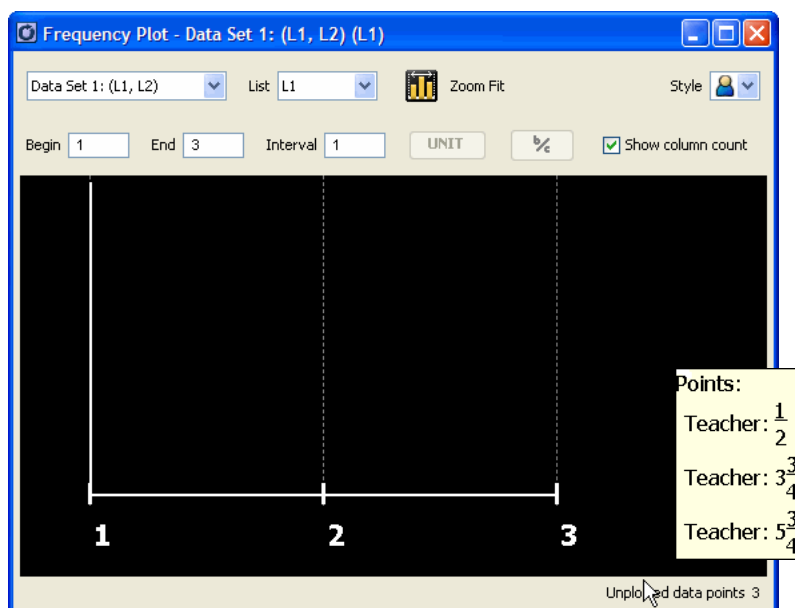 Frequency Plot - Data Set 1: (L1, L2) (L1)
Data Set 1: (L1, L2) List L1 Zoom Fit Style
Begin 1 End 3 Interval 1 UNIT b/c Show column count
1 2 3
Points:
Teacher: 1/2
Teacher: 3 3/4
Teacher: 5 3/4
data points 3